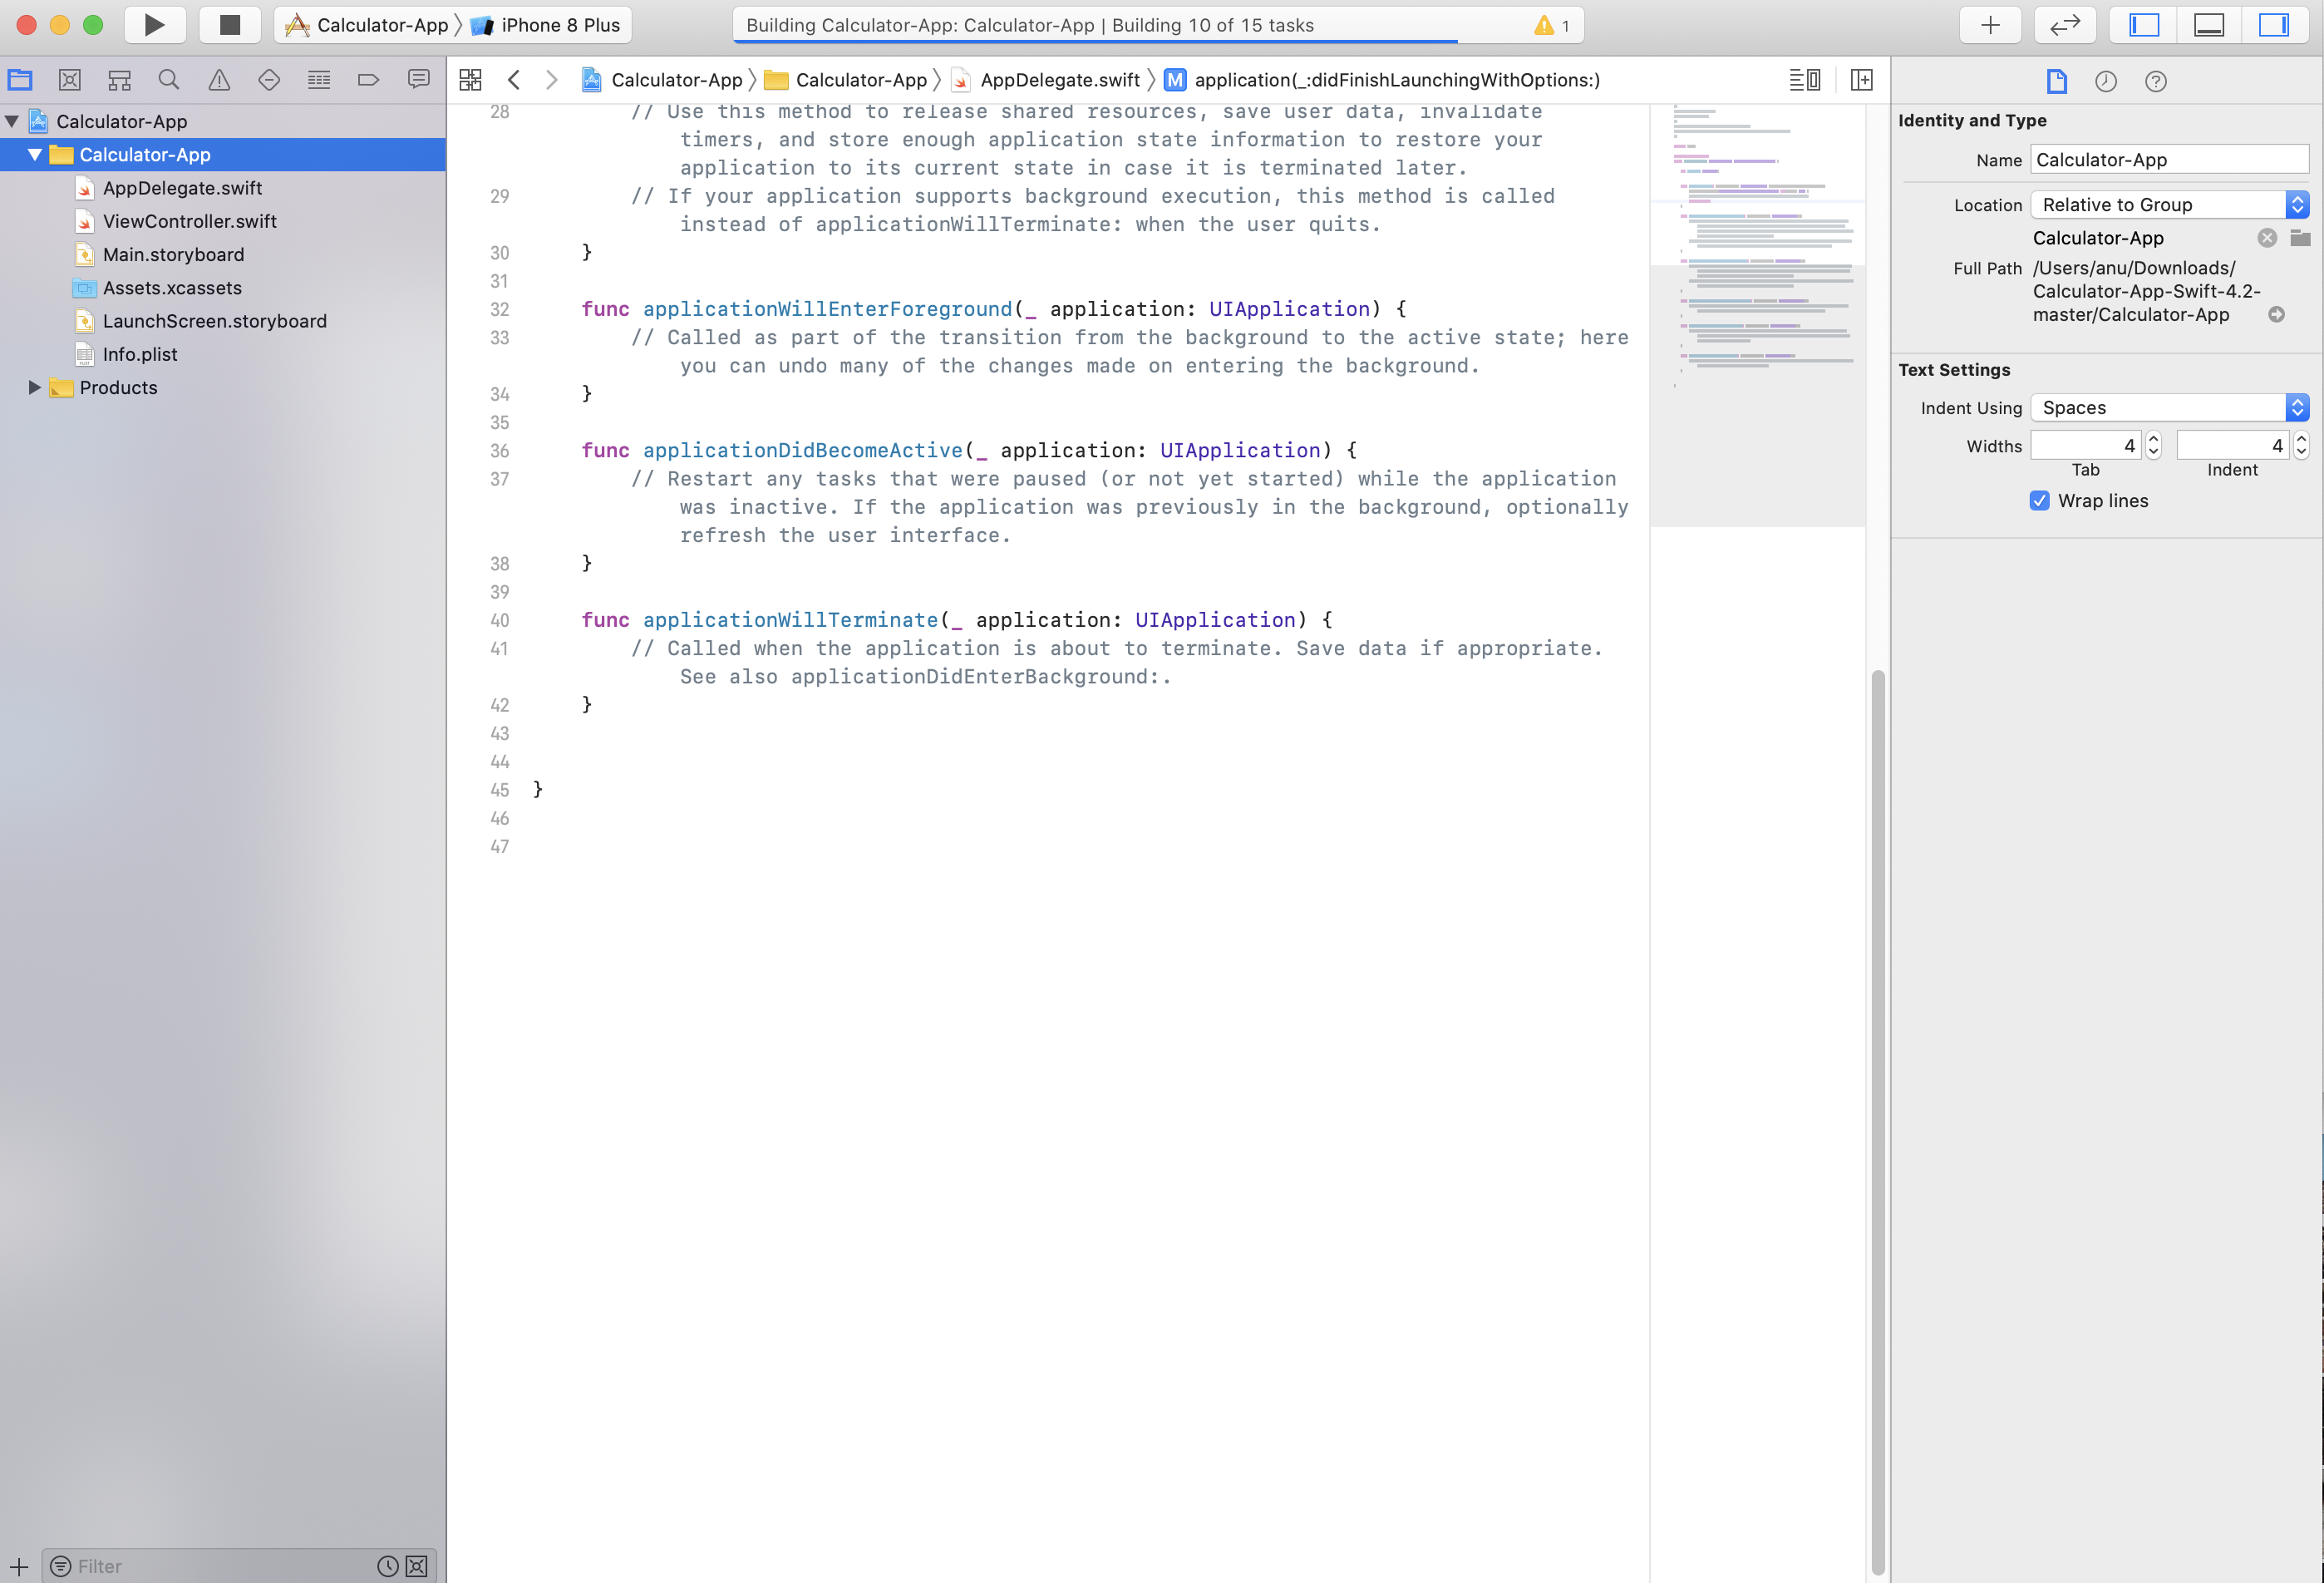 Calculator-App iPhone 8 Plus
Building Calculator-App: Calculator-App | Building 10 of 15 tasks
1
Calculator-App
Calculator-App
AppDelegate.swift
ViewController.swift
Main.storyboard
Assets.xcassets
LaunchScreen.storyboard
Info.plist
Products
Filter
Calculator-App Calculator-App AppDelegate.swift M application(_:didFinishLaunchingWithOptions:)
28 // Use this method to release shared resources, save user data, invalidate
timers, and store enough application state information to restore your
application to its current state in case it is terminated later.
29 // If your application supports background execution, this method is called
instead of applicationWillTerminate: when the user quits.
30 }
31
32 func applicationWillEnterForeground(_ application: UIApplication) {
33 // Called as part of the transition from the background to the active state; here
you can undo many of the changes made on entering the background.
34 }
35
36 func applicationDidBecomeActive(_ application: UIApplication) {
37 // Restart any tasks that were paused (or not yet started) while the application
was inactive. If the application was previously in the background, optionally
refresh the user interface.
38 }
39
40 func applicationWillTerminate(_ application: UIApplication) {
41 // Called when the application is about to terminate. Save data if appropriate.
See also applicationDidEnterBackground:.
42 }
43
44
45 }
46
47
Identity and Type
Name Calculator-App
Location Relative to Group
Calculator-App
Full Path /Users/anu/Downloads/
Calculator-App-Swift-4.2-
master/Calculator-App
Text Settings
Indent Using Spaces
Widths 4 4
Tab Indent
Wrap lines